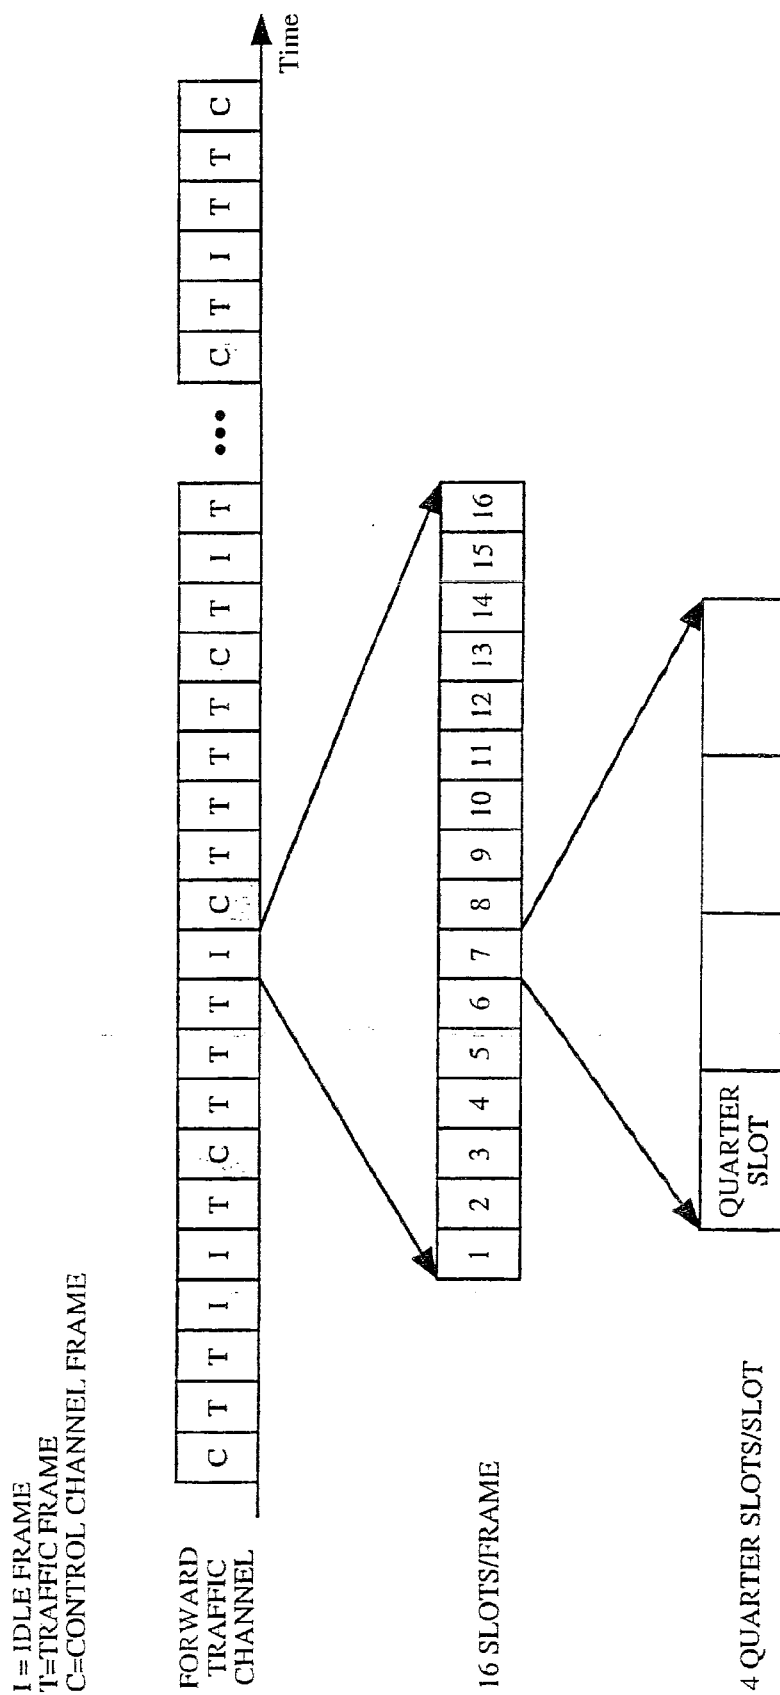 I = IDLE FRAME
T=TRAFFIC FRAME
C=CONTROL CHANNEL FRAME
FORWARD
TRAFFIC
CHANNEL
C T T I I T C T T T I C T T T T C T I T ••• C T I T T C
Time
16 SLOTS/FRAME
1 2 3 4 5 6 7 8 9 10 11 12 13 14 15 16
4 QUARTER SLOTS/SLOT
QUARTER
SLOT